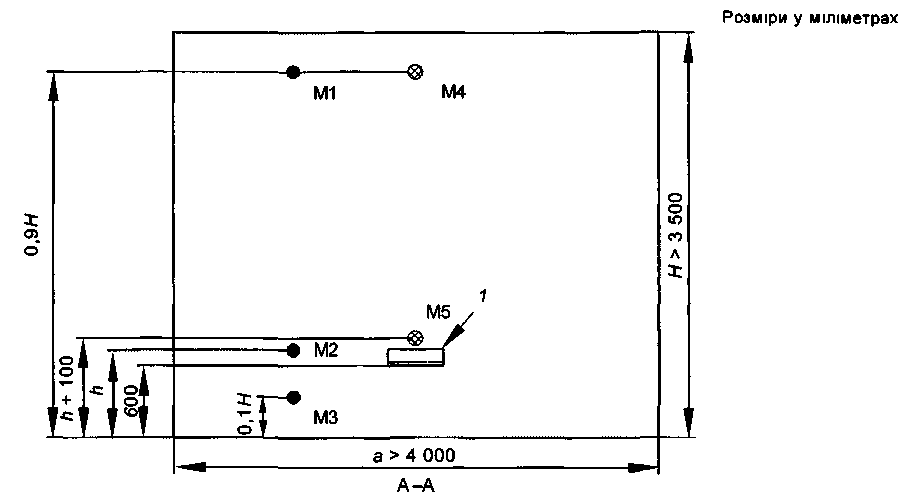 Розміри у міліметрах
M1
M4
0,9H
H > 3 500
1
M5
M2
h + 100
h
600
0,1H
M3
a > 4 000
A–A